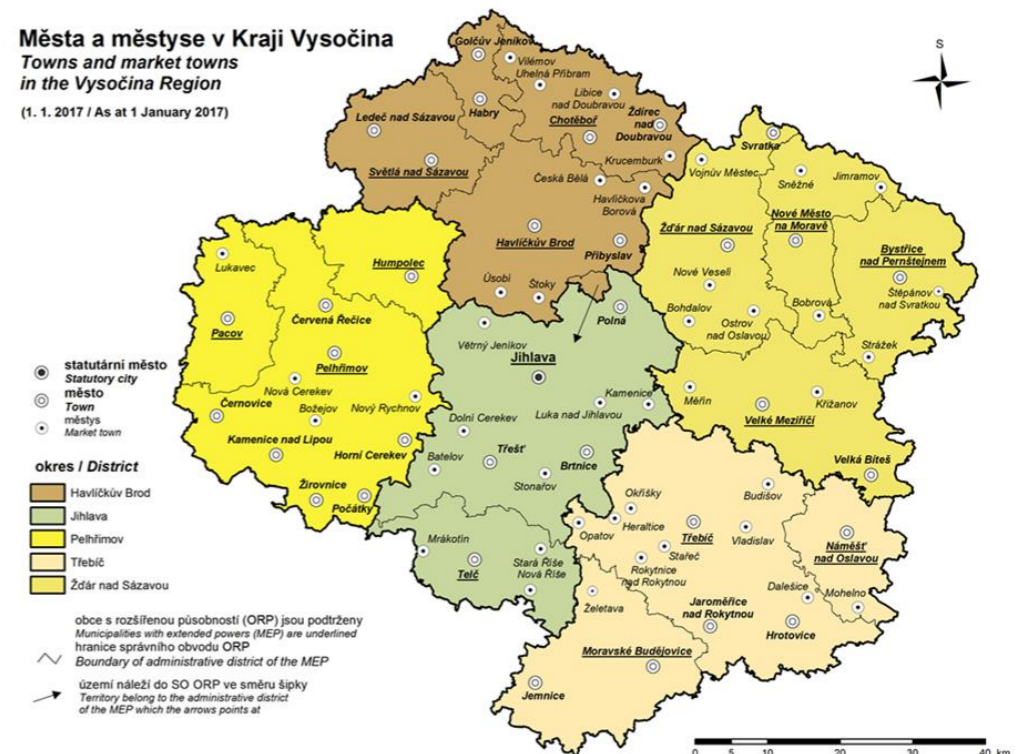 Města a městyse v Kraji Vysočina
Towns and market towns
in the Vysočina Region
(1. 1. 2017 / As at 1 January 2017)
S
Golčův Jeníkov
Vilémov
Uhelná Příbram
Libice
nad Doubravou
Habry
Ledeč nad Sázavou
Chotěboř
Ždírec
nad
Doubravou
Světlá nad Sázavou
Krucemburk
Česká Bělá
Havlíčkova
Borová
Havlíčkův Brod
Přibyslav
Úsobí
Štoky
Svratka
Vojnův Městec
Sněžné
Jimramov
Žďár nad Sázavou
Nové Město
na Moravě
Bystřice
nad Pernštejnem
Nové Veselí
Štěpánov
nad Svratkou
Bohdalov
Ostrov
nad Oslavou
Bobrová
Strážek
Měřín
Křižanov
Velké Meziříčí
Velká Bíteš
Lukavec
Humpolec
Pacov
Červená Řečice
Pelhřimov
Nová Cerekev
Černovice
Božejov
Nový Rychnov
Kamenice nad Lipou
Horní Cerekev
Žirovnice
Počátky
Polná
Větrný Jeníkov
Jihlava
Kamenice
Luka nad Jihlavou
Dolní Cerekev
Třešť
Brtnice
Batelov
Stonařov
Mrákotín
Telč
Stará Říše
Nová Říše
Okříšky
Budišov
Opatov
Heraltice
Třebíč
Vladislav
Náměšť
nad Oslavou
Stařeč
Rokytnice
nad Rokytnou
Želetava
Jaroměřice
nad Rokytnou
Dalešice
Mohelno
Hrotovice
Moravské Budějovice
Jemnice
statutární město
Statutory city
město
Town
městys
Market town
okres / District
Havlíčkův Brod
Jihlava
Pelhřimov
Třebíč
Žďár nad Sázavou
obce s rozšířenou působností (ORP) jsou podtrženy
Municipalities with extended powers (MEP) are underlined
hranice správního obvodu ORP
Boundary of administrative district of the MEP
území náleží do SO ORP ve směru šipky
Territory belong to the administrative district
of the MEP which the arrows points at
0 5 10 20 30 40 km